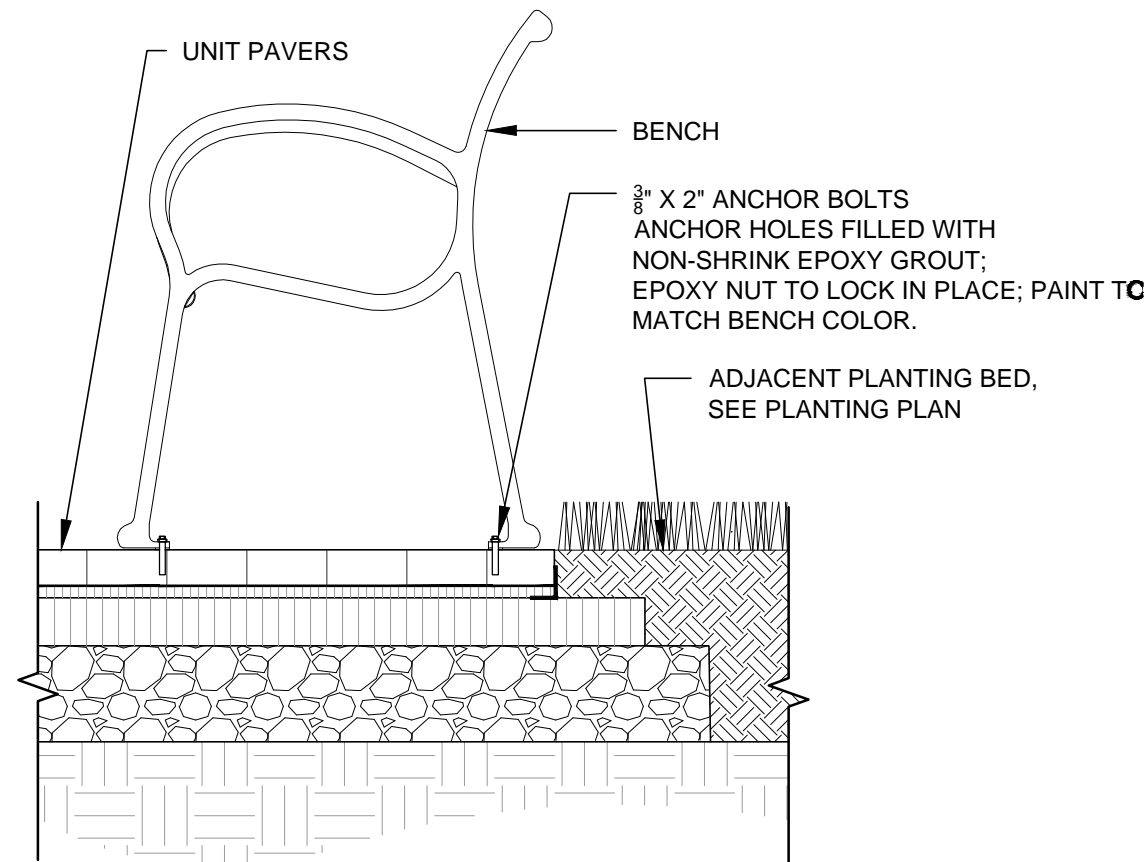 UNIT PAVERS
BENCH
3/8" X 2" ANCHOR BOLTS
ANCHOR HOLES FILLED WITH
NON-SHRINK EPOXY GROUT;
EPOXY NUT TO LOCK IN PLACE; PAINT TO
MATCH BENCH COLOR.
ADJACENT PLANTING BED,
SEE PLANTING PLAN